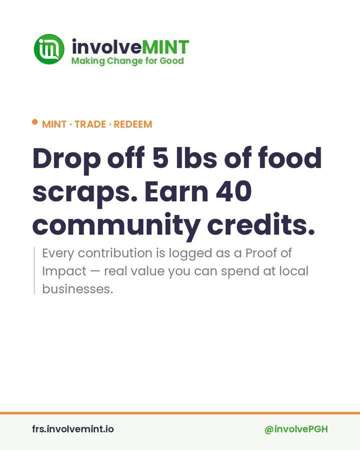 involveMINT
Making Change for Good
MINT · TRADE · REDEEM
Drop off 5 lbs of food
scraps. Earn 40
community credits.
Every contribution is logged as a Proof of
Impact — real value you can spend at local
businesses.
frs.involvemint.io
@involvePGH